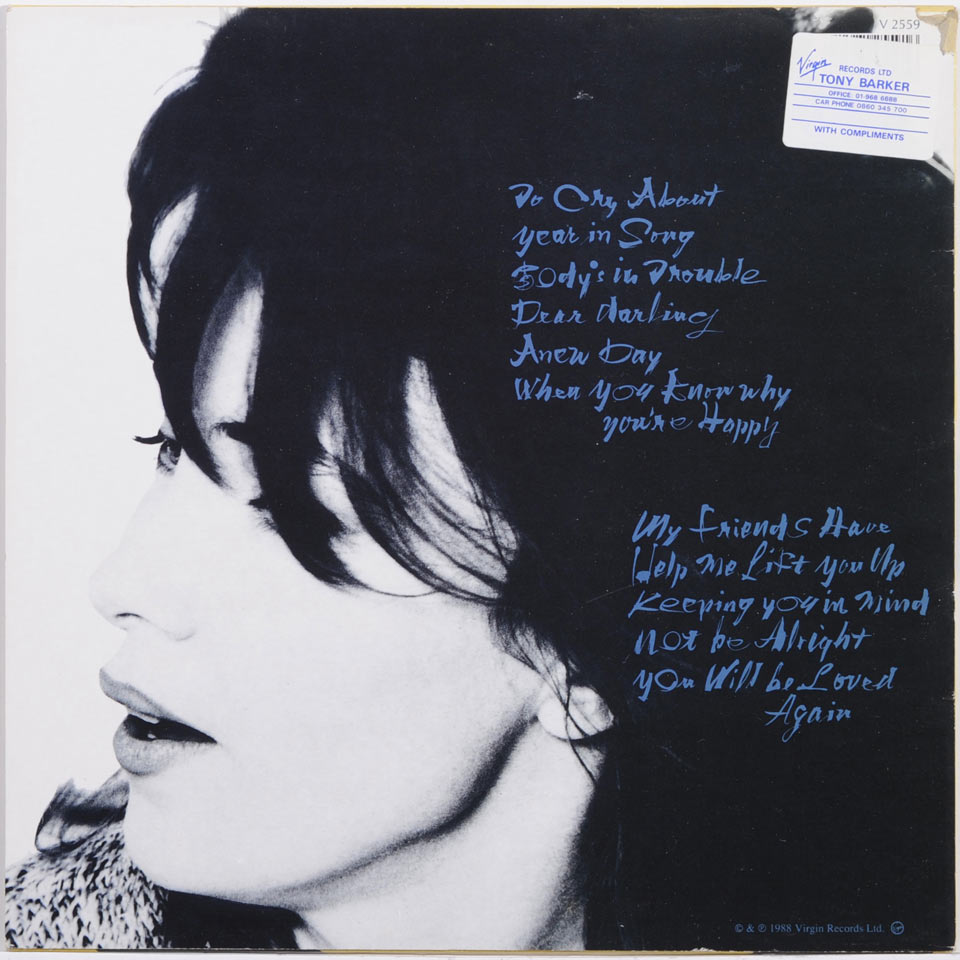 V 2559
Virgin RECORDS LTD
TONY BARKER
OFFICE: 01-968 6688
CAR PHONE 0860 345 700
WITH COMPLIMENTS
To Cry About
Year in Song
Body's in Trouble
Dear Darling
Anew Day
When You Know why
you're Happy
My Friends Have
Help Me Lift you Up
Keeping you in Mind
Not be Alright
you Will be Loved
Again
© & ℗ 1988 Virgin Records Ltd.